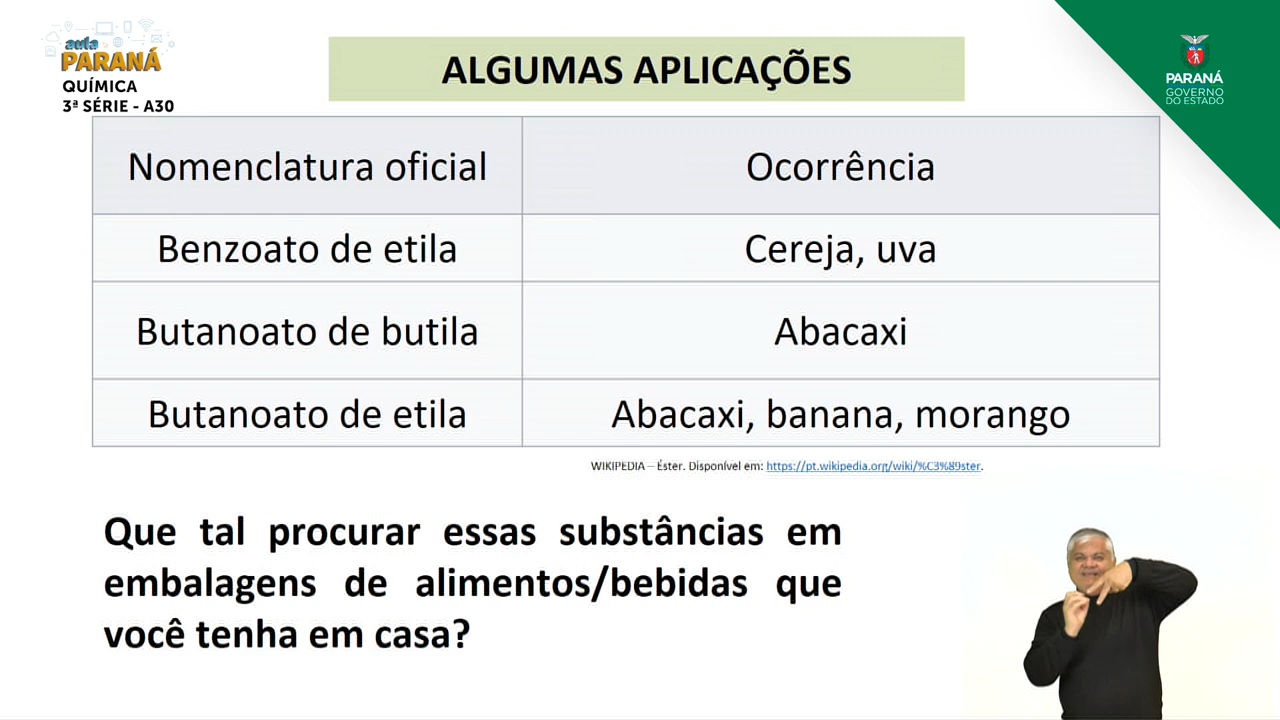 aula
PARANÁ
QUÍMICA
3ª SÉRIE - A30
ALGUMAS APLICAÇÕES
PARANÁ
GOVERNO
DO ESTADO
Nomenclatura oficial Ocorrência
Benzoato de etila Cereja, uva
Butanoato de butila Abacaxi
Butanoato de etila Abacaxi, banana, morango
WIKIPEDIA – Éster. Disponível em: https://pt.wikipedia.org/wiki/%C3%89ster.
Que tal procurar essas substâncias em
embalagens de alimentos/bebidas que
você tenha em casa?